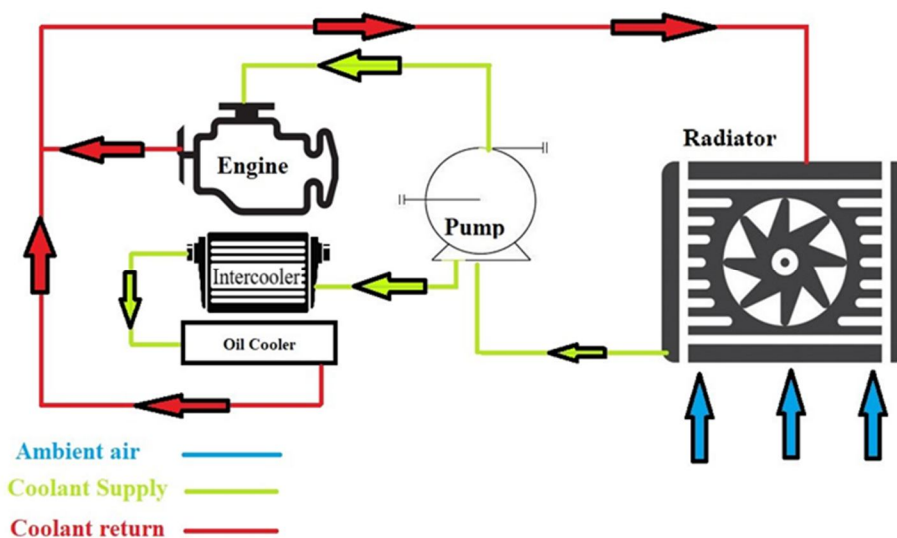 Radiator
Engine
Pump
Intercooler
Oil Cooler
Ambient air
Coolant Supply
Coolant return